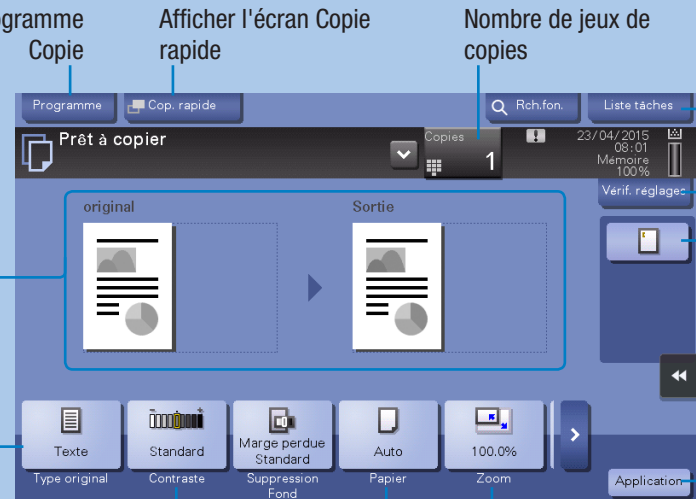 ogramme
Copie
Afficher l'écran Copie
rapide
Nombre de jeux de
copies
Programme
Cop. rapide
Rch.fon.
Liste tâches
Prêt à copier
Copies
1
23/04/2015
08:01
Mémoire
100%
Vérif. réglages
original
Sortie
Texte
Standard
Marge perdue
Standard
Auto
100.0%
Type original
Contraste
Suppression
Fond
Papier
Zoom
Application